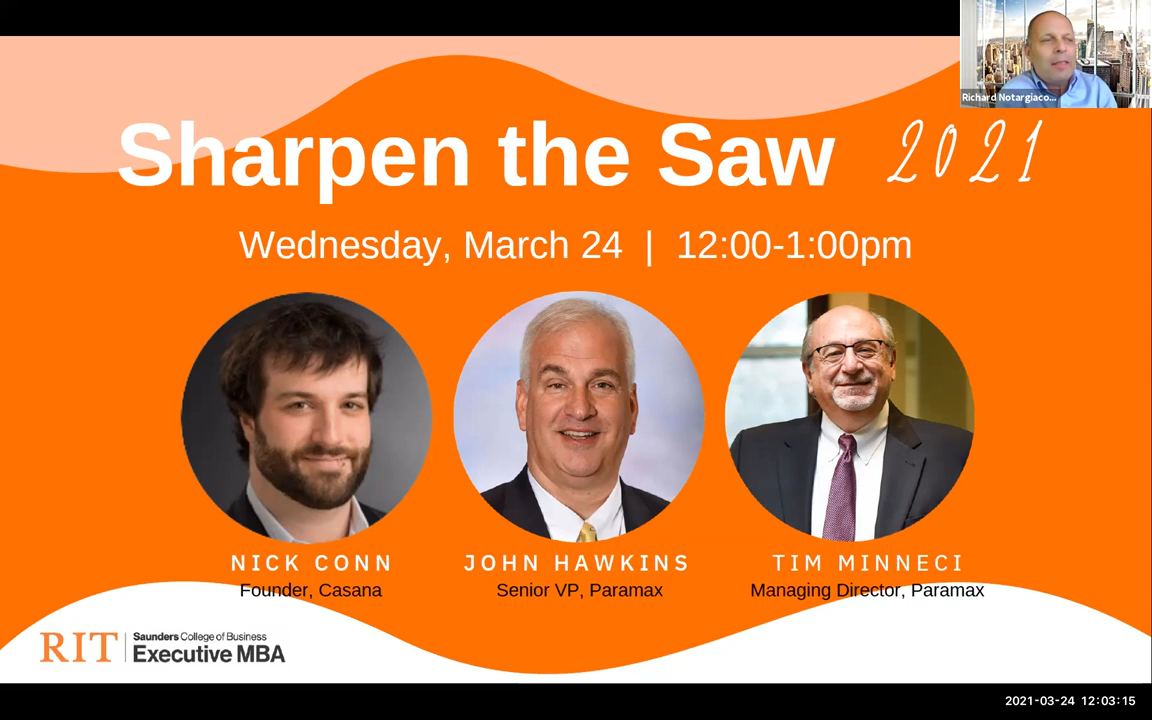 Richard Notargiaco...
Sharpen the Saw 2021
Wednesday, March 24 | 12:00-1:00pm
NICK CONN
Founder, Casana
JOHN HAWKINS
Senior VP, Paramax
TIM MINNECI
Managing Director, Paramax
RIT
Saunders College of Business
Executive MBA
2021-03-24 12:03:15